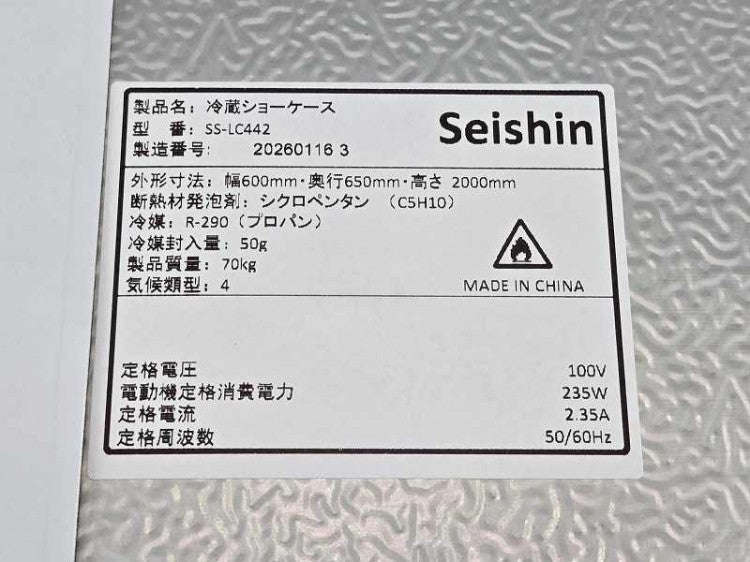 製品名: 冷蔵ショーケース
型　番: SS-LC442
Seishin
製造番号: 20260116 3
外形寸法: 幅600mm・奥行650mm・高さ 2000mm
断熱材発泡剤: シクロペンタン （C5H10）
冷媒: R-290（プロパン）
冷媒封入量: 50g
製品質量: 70kg
気候類型: 4
MADE IN CHINA
定格電圧 100V
電動機定格消費電力 235W
定格電流 2.35A
定格周波数 50/60Hz